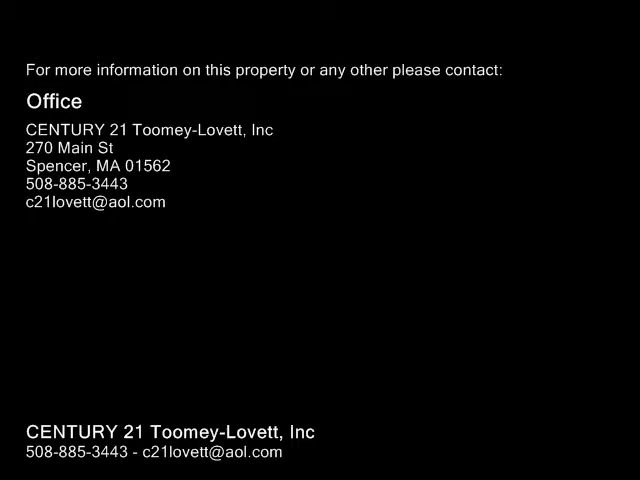 For more information on this property or any other please contact:
Office
CENTURY 21 Toomey-Lovett, Inc
270 Main St
Spencer, MA 01562
508-885-3443
c21lovett@aol.com
CENTURY 21 Toomey-Lovett, Inc
508-885-3443 - c21lovett@aol.com